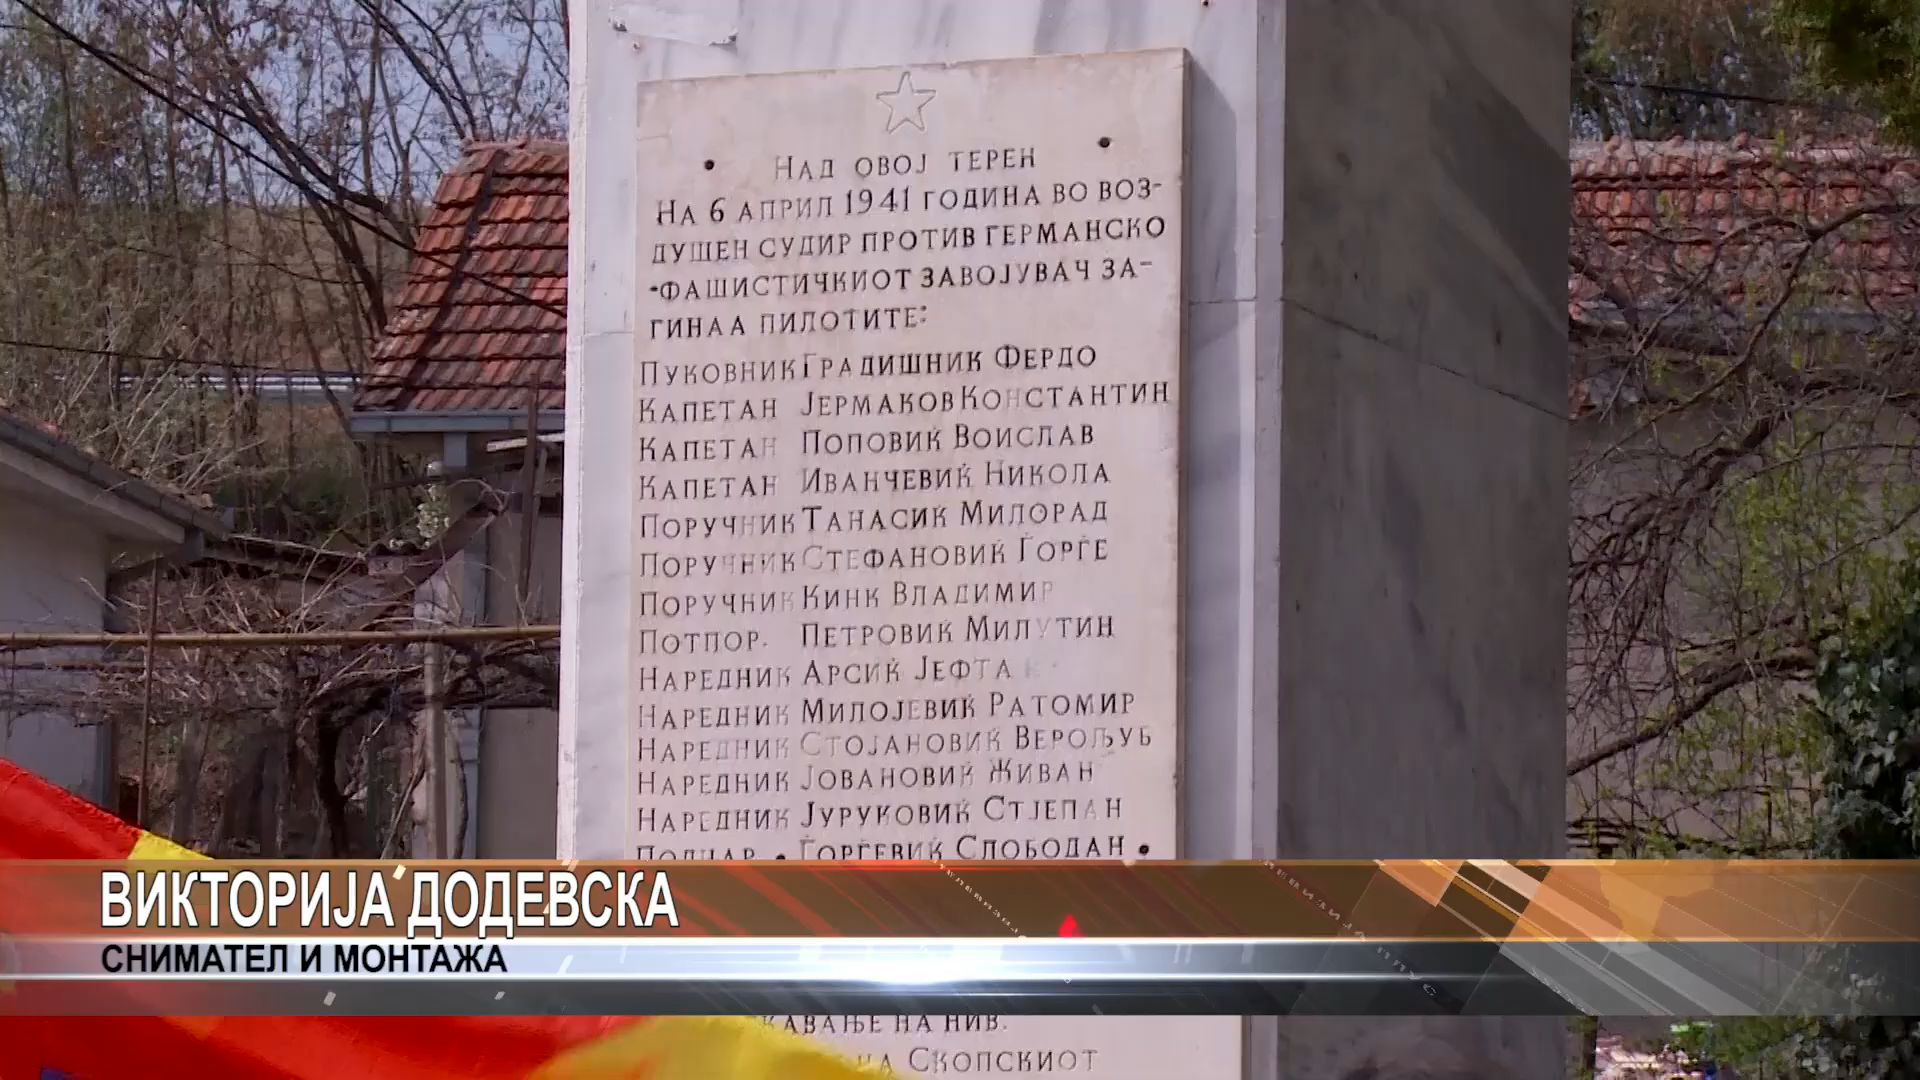 НАД ОВОЈ ТЕРЕН
НА 6 АПРИЛ 1941 ГОДИНА ВО ВОЗ-
ДУШЕН СУДИР ПРОТИВ ГЕРМАНСКО
-ФАШИСТИЧКИОТ ЗАВОЈУВАЧ ЗА-
ГИНАА ПИЛОТИТЕ:
ПУКОВНИК ГРАДИШНИК ФЕРДО
КАПЕТАН ЈЕРМАКОВ КОНСТАНТИН
КАПЕТАН ПОПОВИЌ ВОИСЛАВ
КАПЕТАН ИВАНЧЕВИЌ НИКОЛА
ПОРУЧНИК ТАНАСИЌ МИЛОРАД
ПОРУЧНИК СТЕФАНОВИЌ ЃОРЃЕ
ПОРУЧНИК КИНК ВЛАДИМИР
ПОТПОР. ПЕТРОВИЌ МИЛУТИН
НАРЕДНИК АРСИЌ ЈЕФТА
НАРЕДНИК МИЛОЈЕВИЌ РАТОМИР
НАРЕДНИК СТОЈАНОВИЌ ВЕРОЉУБ
НАРЕДНИК ЈОВАНОВИЌ ЖИВАН
НАРЕДНИК ЈУРУКОВИЌ СТЈЕПАН
ПОДНАР. ЃОРЃЕВИЌ СЛОБОДАН
ВИКТОРИЈА ДОДЕВСКА
СНИМАТЕЛ И МОНТАЖА
КАВАЊЕ НА НИВ.
НА СКОПСКИОТ